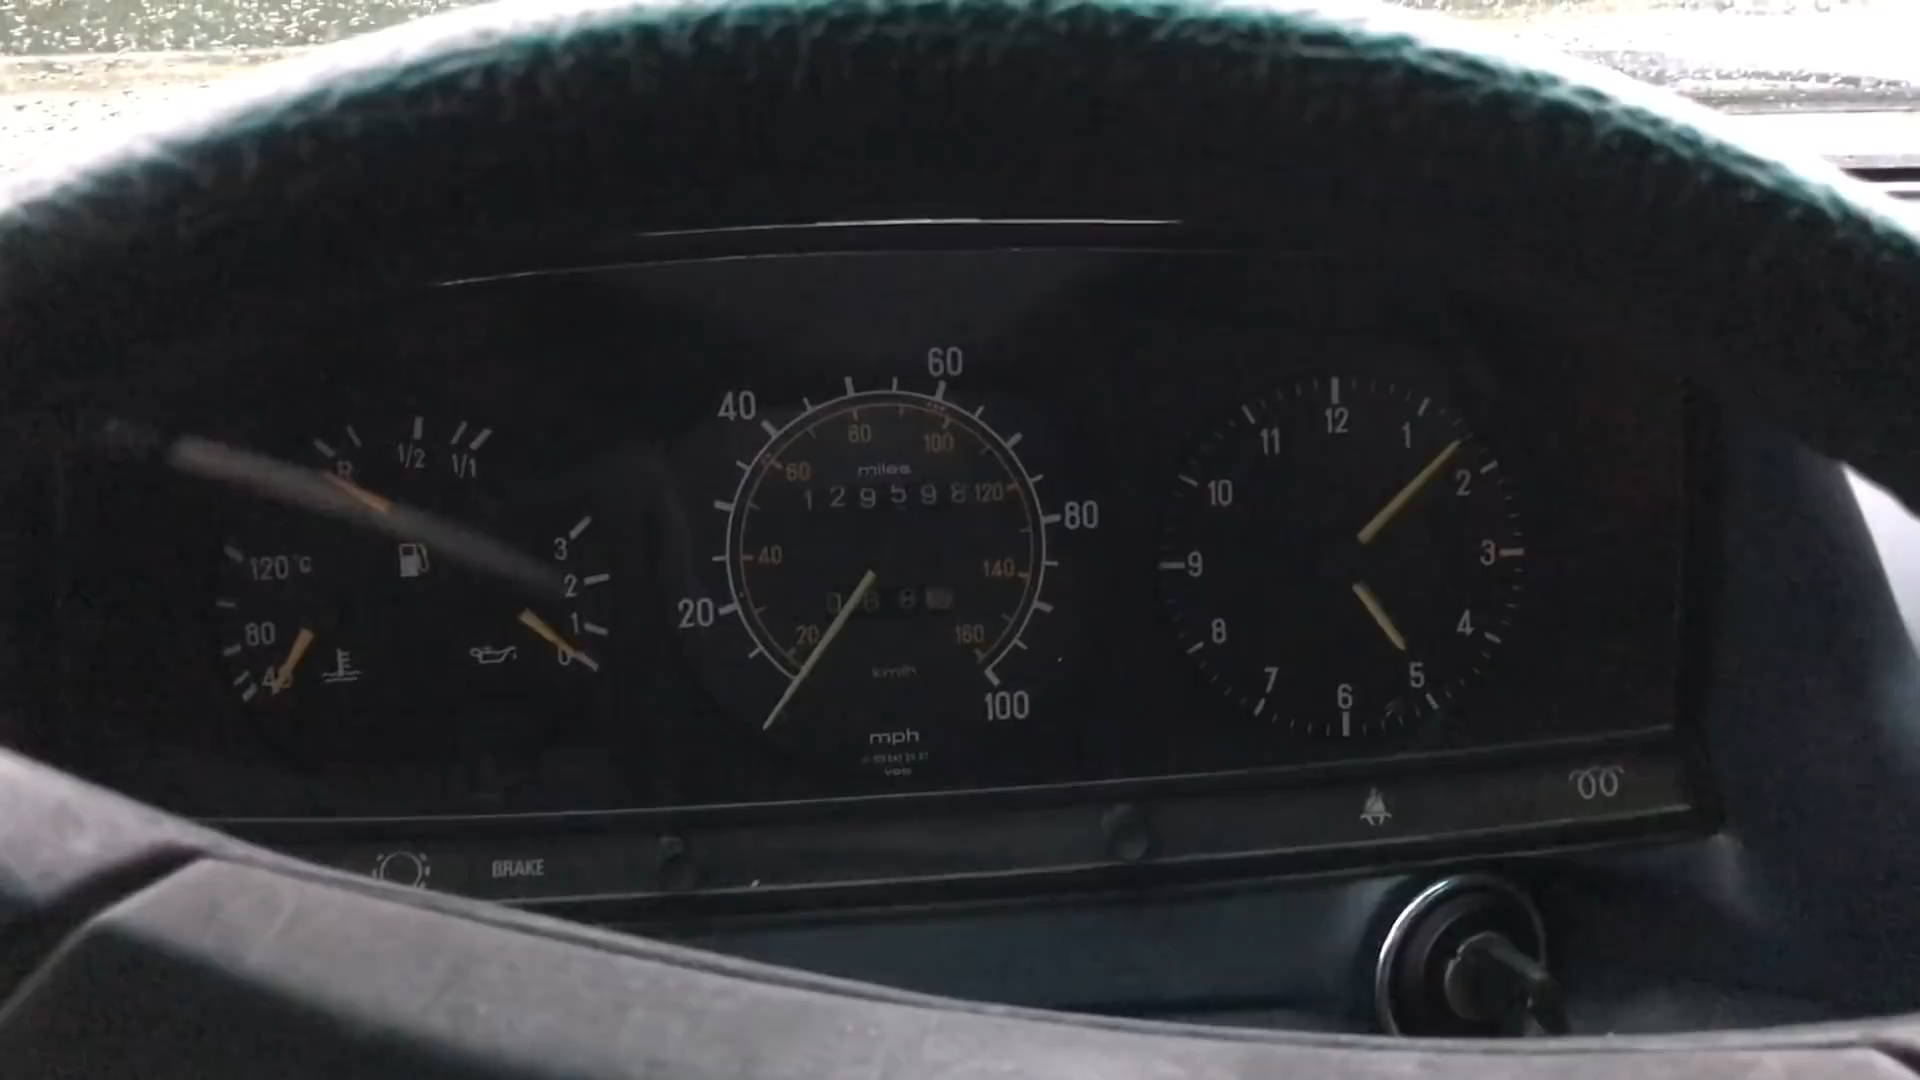 R 1/2 1/1
120°C
80
40
3
2
1
0
20 40 60 80 100
20 40 60 80 100 120 140 160
miles
129598
km/h
mph
VDO
12 1 2 3 4 5 6 7 8 9 10 11
BRAKE